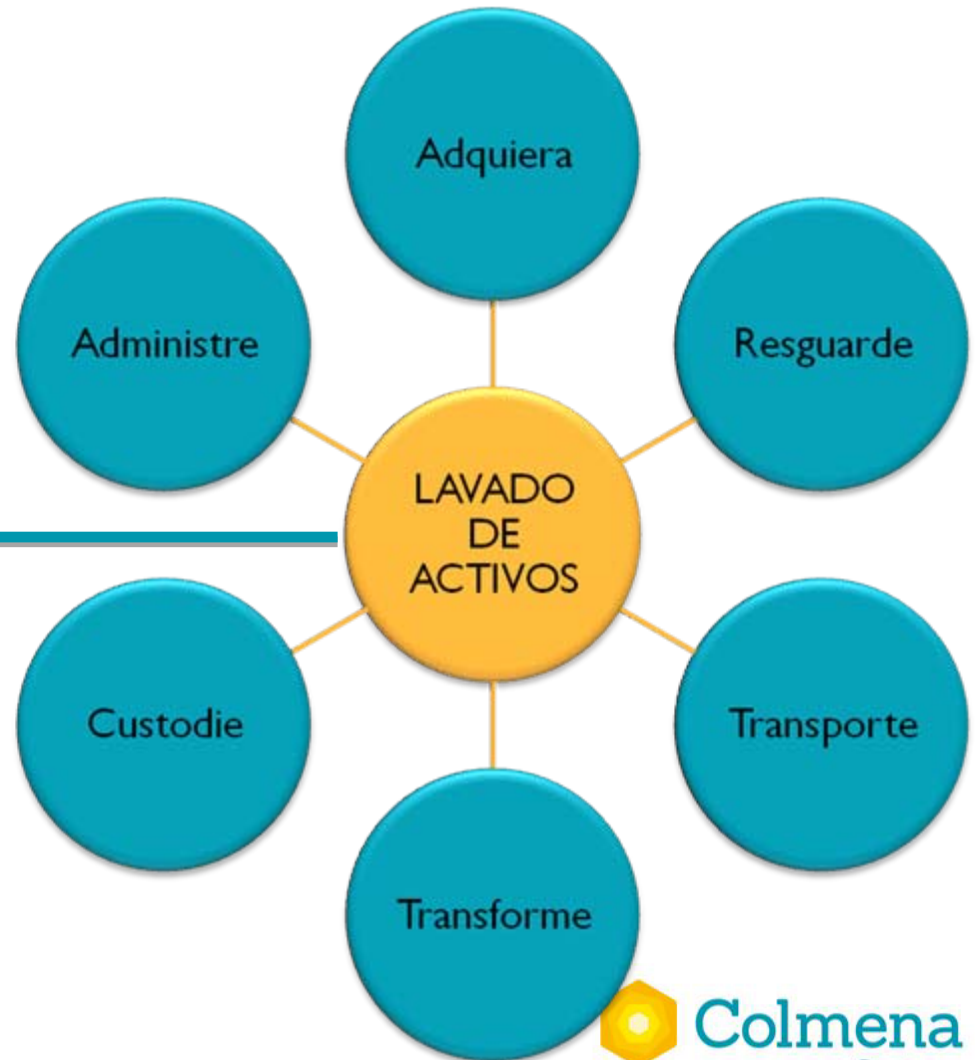 Adquiera
Administre
Resguarde
LAVADO
DE
ACTIVOS
Custodie
Transporte
Transforme
Colmena